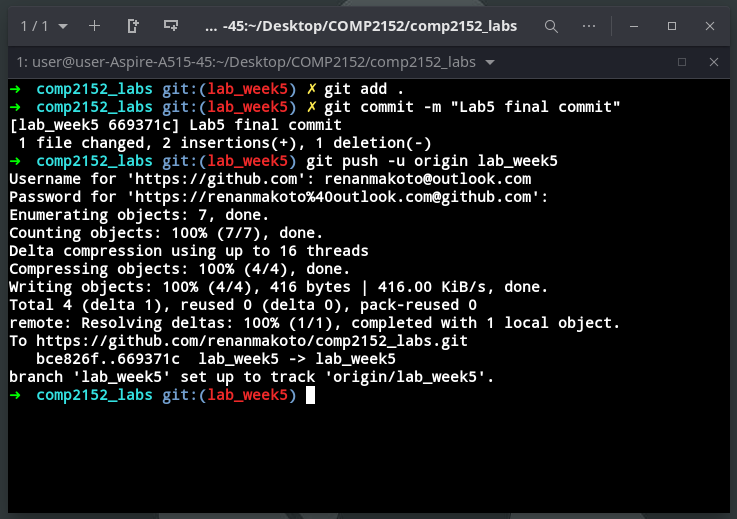 1 / 1
... -45:~/Desktop/COMP2152/comp2152_labs
1: user@user-Aspire-A515-45:~/Desktop/COMP2152/comp2152_labs
➜ comp2152_labs git:(lab_week5) ✗ git add .
➜ comp2152_labs git:(lab_week5) ✗ git commit -m "Lab5 final commit"
[lab_week5 669371c] Lab5 final commit
1 file changed, 2 insertions(+), 1 deletion(-)
➜ comp2152_labs git:(lab_week5) git push -u origin lab_week5
Username for 'https://github.com': renanmakoto@outlook.com
Password for 'https://renanmakoto%40outlook.com@github.com':
Enumerating objects: 7, done.
Counting objects: 100% (7/7), done.
Delta compression using up to 16 threads
Compressing objects: 100% (4/4), done.
Writing objects: 100% (4/4), 416 bytes | 416.00 KiB/s, done.
Total 4 (delta 1), reused 0 (delta 0), pack-reused 0
remote: Resolving deltas: 100% (1/1), completed with 1 local object.
To https://github.com/renanmakoto/comp2152_labs.git
bce826f..669371c lab_week5 -> lab_week5
branch 'lab_week5' set up to track 'origin/lab_week5'.
➜ comp2152_labs git:(lab_week5)